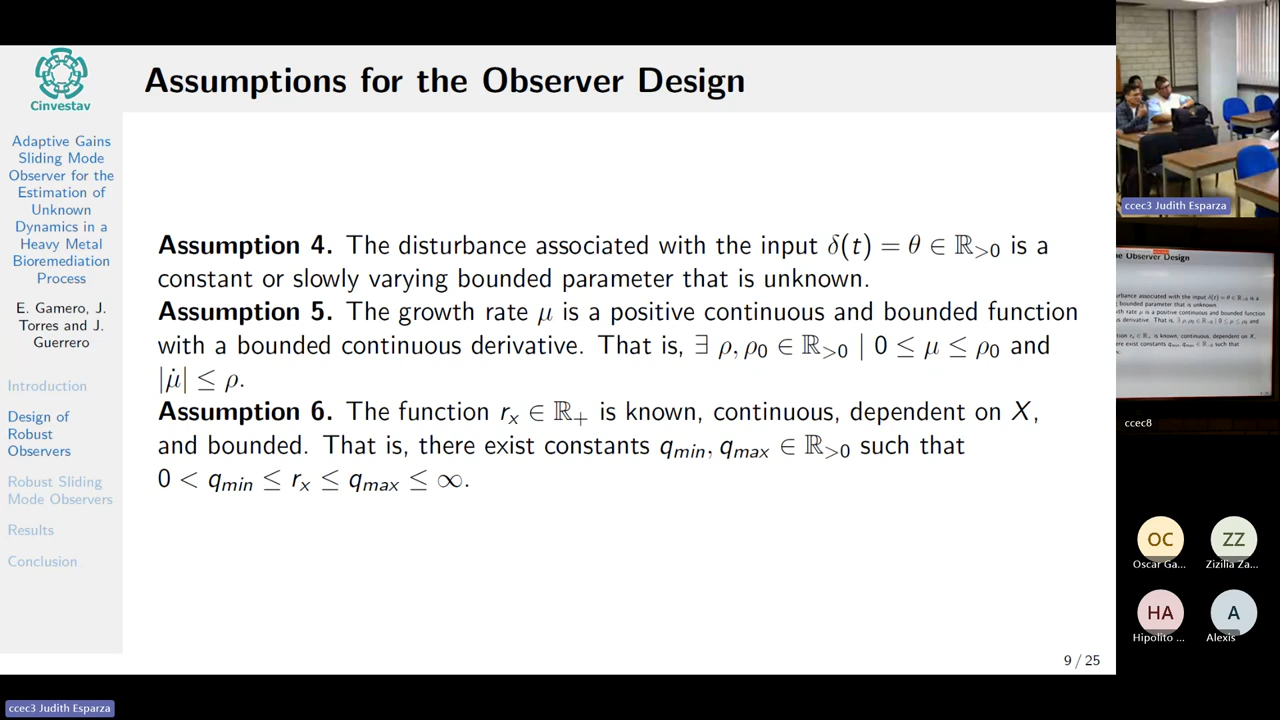 Cinvestav
Adaptive Gains
Sliding Mode
Observer for the
Estimation of
Unknown
Dynamics in a
Heavy Metal
Bioremediation
Process
E. Gamero, J.
Torres and J.
Guerrero
Introduction
Design of
Robust
Observers
Robust Sliding
Mode Observers
Results
Conclusion
Assumptions for the Observer Design
Assumption 4. The disturbance associated with the input δ(t) = θ ∈ ℝ>0 is a
constant or slowly varying bounded parameter that is unknown.
Assumption 5. The growth rate μ is a positive continuous and bounded function
with a bounded continuous derivative. That is, ∃ ρ, ρ0 ∈ ℝ>0 | 0 ≤ μ ≤ ρ0 and
|μ̇| ≤ ρ.
Assumption 6. The function rx ∈ ℝ+ is known, continuous, dependent on X,
and bounded. That is, there exist constants qmin, qmax ∈ ℝ>0 such that
0 < qmin ≤ rx ≤ qmax ≤ ∞.
9 / 25
ccec3 Judith Esparza
ccec3 Judith Esparza
Observer Design
ccec8
OC
ZZ
Oscar Ga...
Zizilia Za...
HA
A
Hipolito ...
Alexis